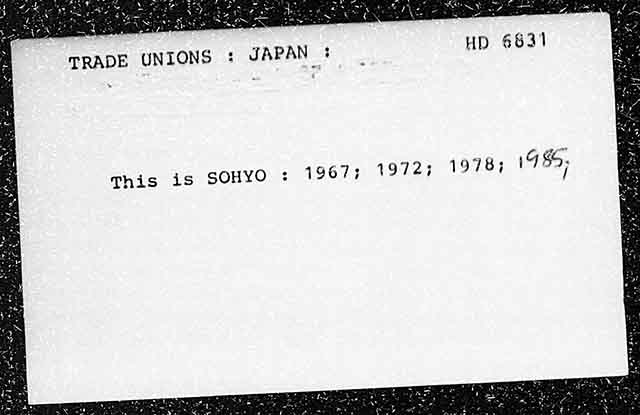 TRADE UNIONS : JAPAN :
HD 6831
This is SOHYO : 1967; 1972; 1978; 1985;